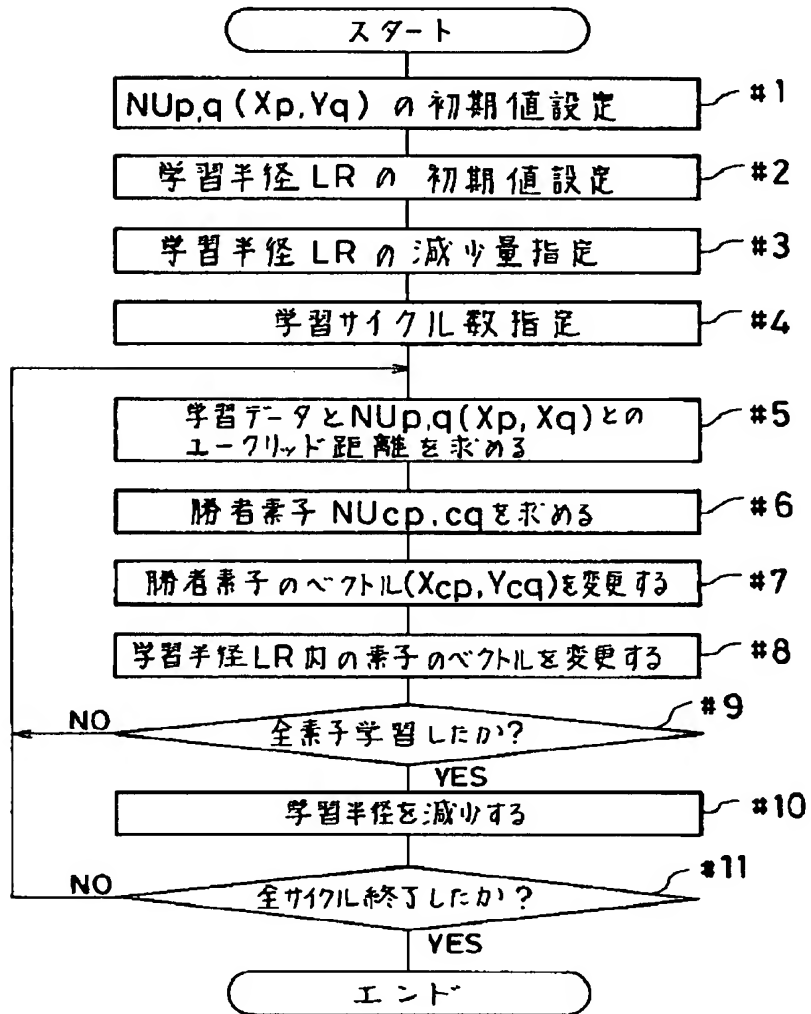 スタート
NUp,q (Xp,Yq) の初期値設定
#1
学習半径 LR の 初期値設定
#2
学習半径 LR の減少量指定
#3
学習サイクル数指定
#4
学習データとNUp,q(Xp,Xq)との
ユークリッド距離を求める
#5
勝者素子 NUcp,cqを求める
#6
勝者素子のベクトル(Xcp,Ycq)を変更する
#7
学習半径LR内の素子のベクトルを変更する
#8
全素子学習したか?
#9
NO
YES
学習半径を減少する
#10
全サイクル終了したか?
#11
NO
YES
エンド